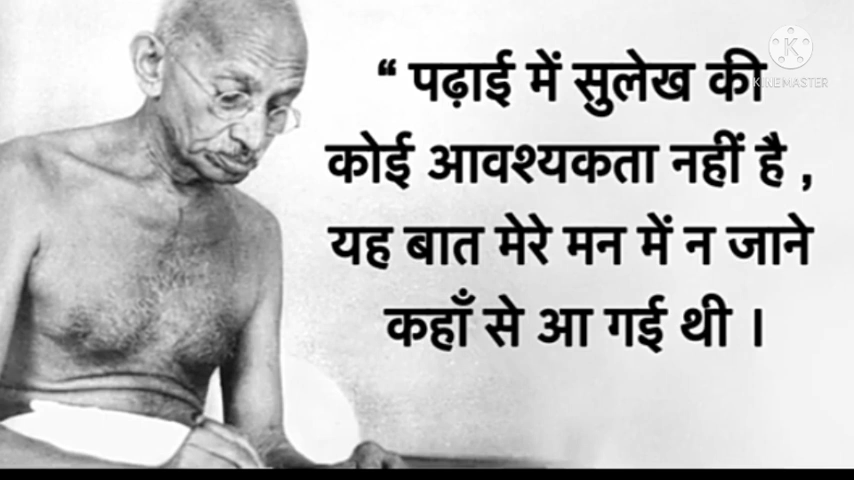 “ पढ़ाई में सुलेख की
कोई आवश्यकता नहीं है ,
यह बात मेरे मन में न जाने
कहाँ से आ गई थी ।
K
KINEMASTER